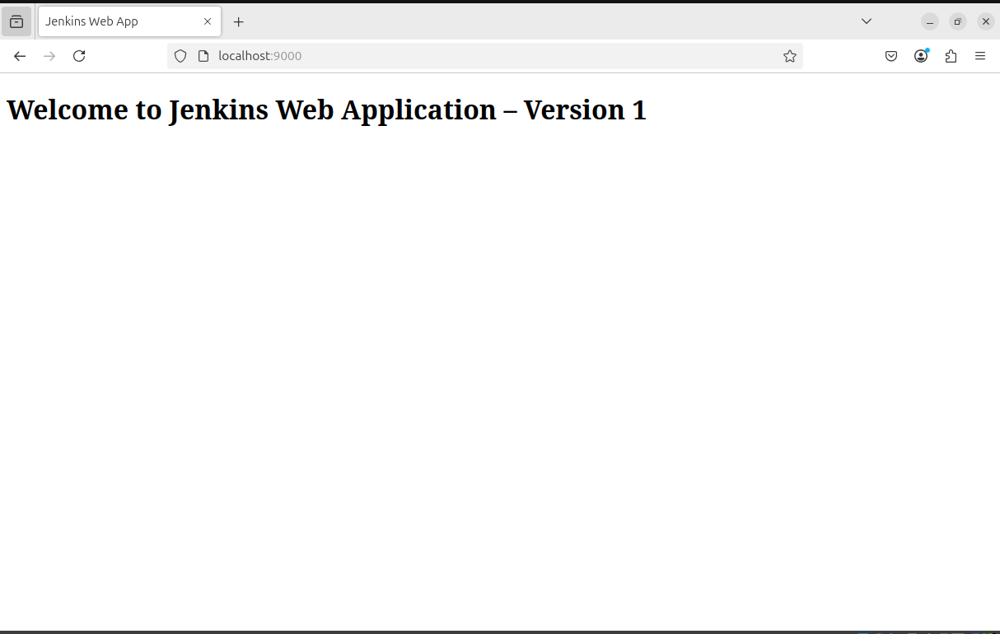 Jenkins Web App
localhost:9000
Welcome to Jenkins Web Application – Version 1